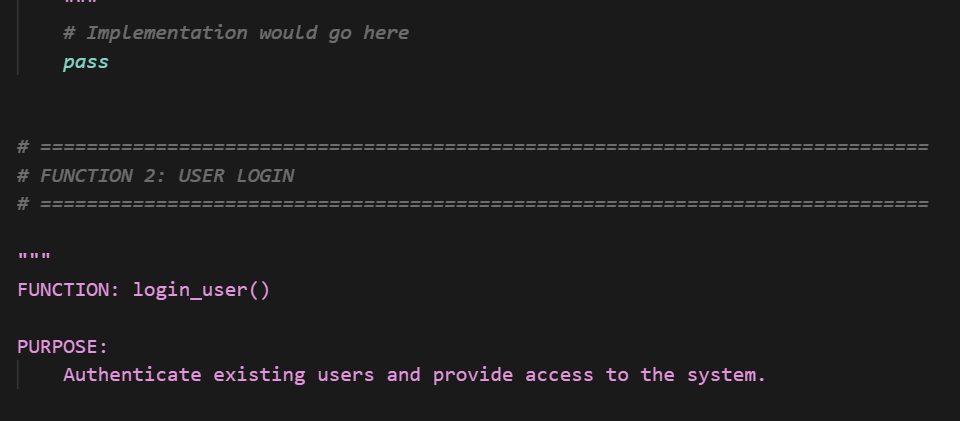 """
# Implementation would go here
pass
# =============================================================================
# FUNCTION 2: USER LOGIN
# =============================================================================
"""
FUNCTION: login_user()
PURPOSE:
Authenticate existing users and provide access to the system.